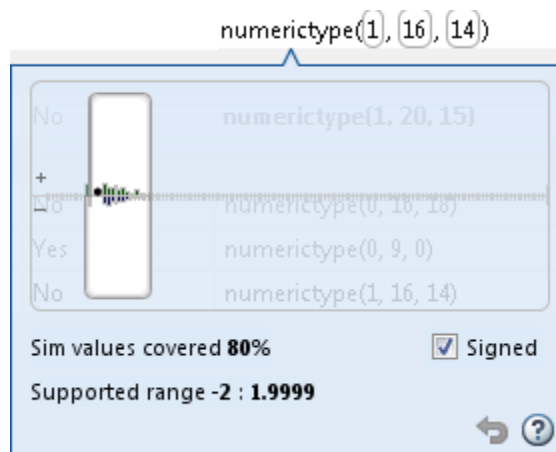 numerictype(1, 16, 14)
No numerictype(1, 20, 15)
+
–
No numerictype(0, 16, 18)
Yes numerictype(0, 9, 0)
No numerictype(1, 16, 14)
Sim values covered 80% Signed
Supported range -2 : 1.9999
?